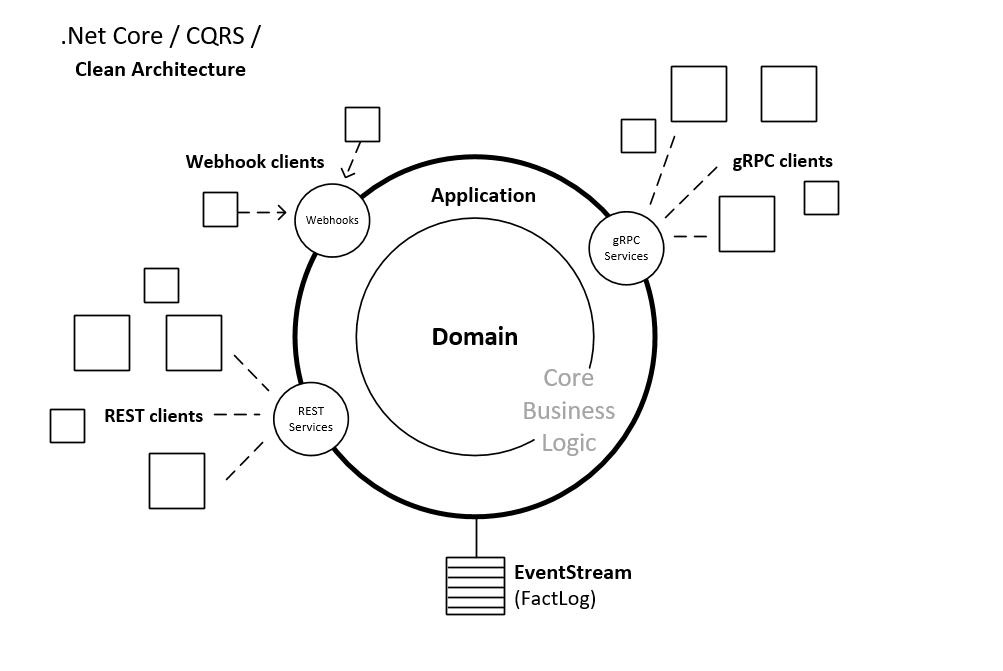 .Net Core / CQRS /
Clean Architecture
Webhook clients
gRPC clients
Application
Webhooks
gRPC
Services
Domain
Core
Business
Logic
REST clients
REST
Services
EventStream
(FactLog)